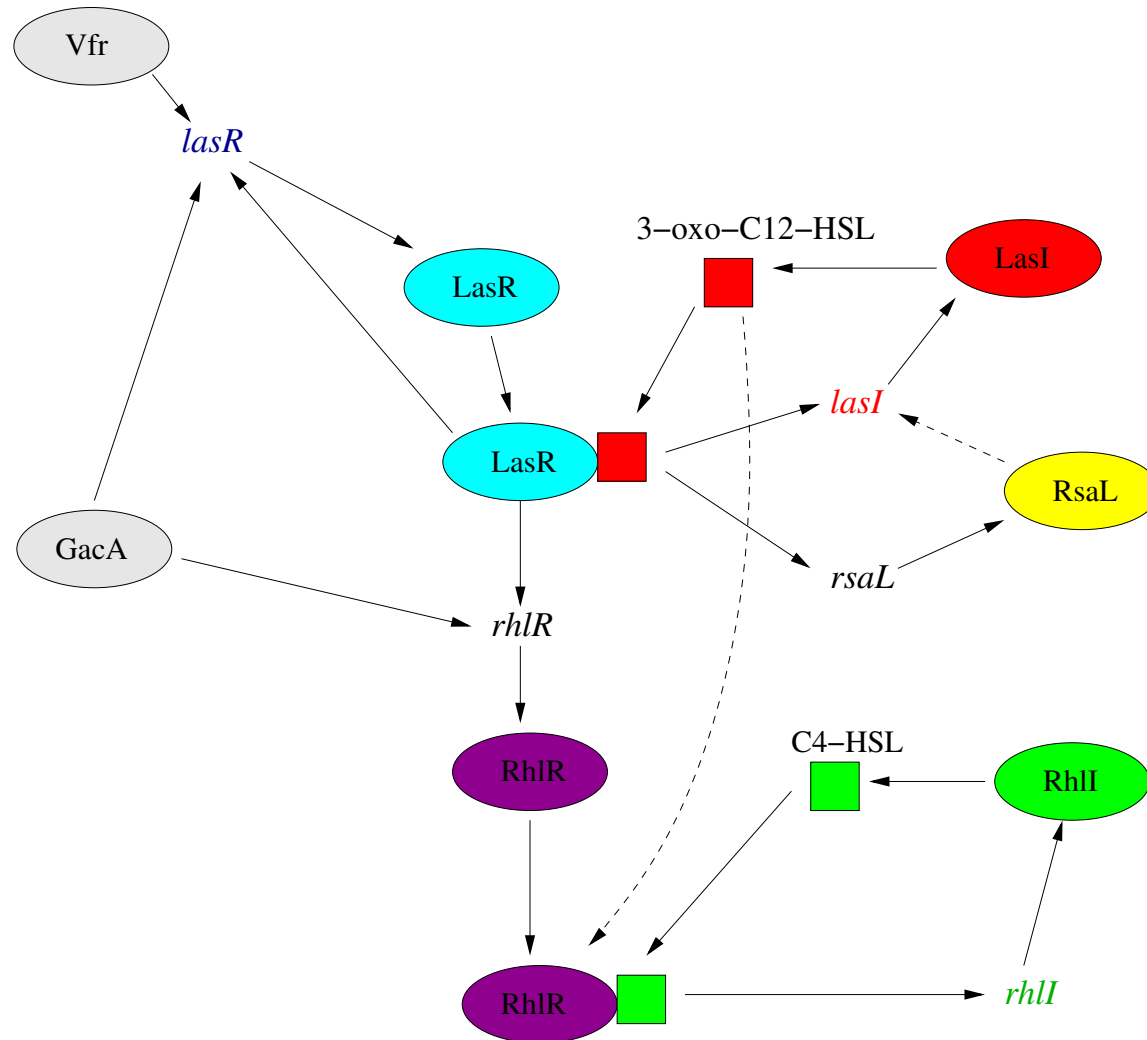 Vfr
lasR
3−oxo−C12−HSL
LasI
LasR
lasI
LasR
RsaL
GacA
rsaL
rhlR
C4−HSL
RhlR
RhlI
RhlR
rhlI